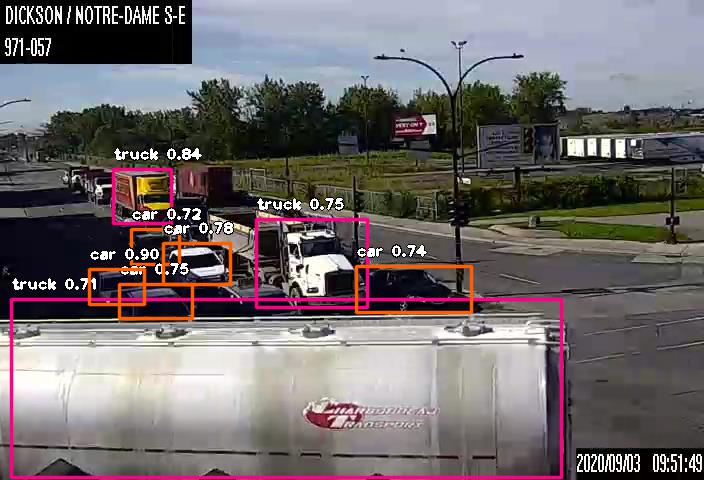 DICKSON / NOTRE-DAME S-E
971-057
truck 0.84
car 0.72
truck 0.75
car 0.78
car 0.90
car 0.74
car 0.75
truck 0.71
TRANSPORT
2020/09/03 09:51:49